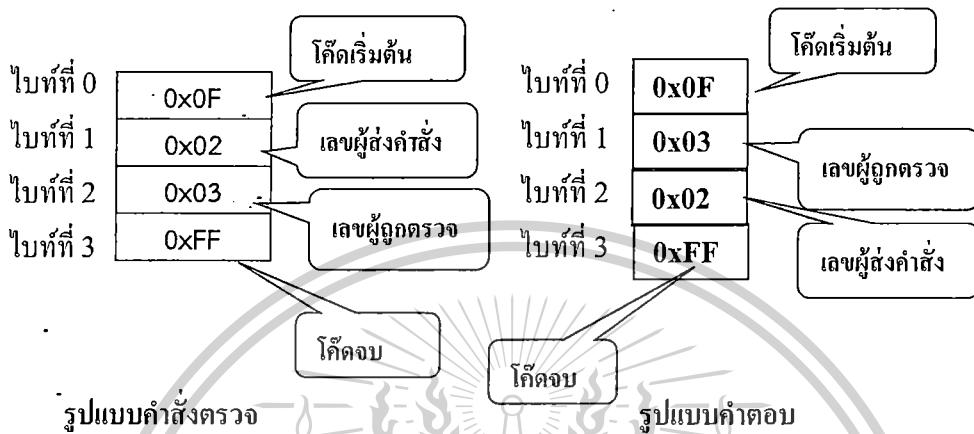 โค๊ดเริ่มต้น
ไบท์ที่ 0
0x0F
ไบท์ที่ 1
0x02
เลขผู้ส่งคำสั่ง
ไบท์ที่ 2
0x03
เลขผู้ถูกตรวจ
ไบท์ที่ 3
0xFF
โค๊ดจบ
รูปแบบคำสั่งตรวจ
โค๊ดเริ่มต้น
ไบท์ที่ 0
0x0F
ไบท์ที่ 1
0x03
เลขผู้ถูกตรวจ
ไบท์ที่ 2
0x02
เลขผู้ส่งคำสั่ง
ไบท์ที่ 3
0xFF
โค๊ดจบ
รูปแบบคำตอบ